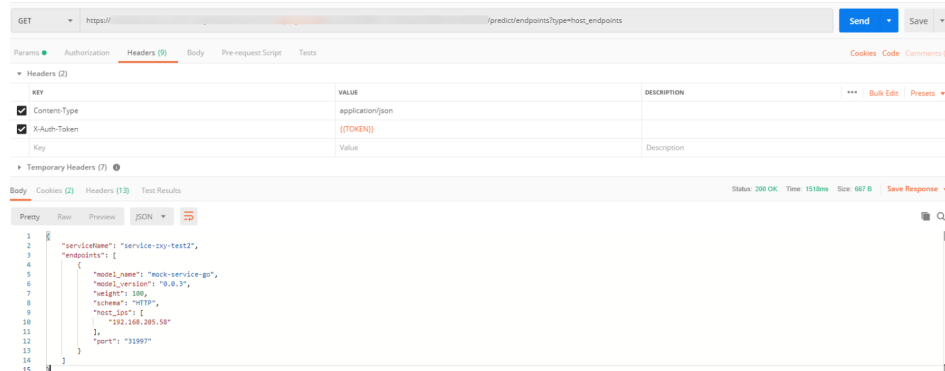 GET
https://
/predict/endpoints?type=host_endpoints
Send
Save
Params
Authorization
Headers (9)
Body
Pre-request Script
Tests
Cookies Code Comments (
Headers (2)
KEY VALUE DESCRIPTION ••• Bulk Edit Presets
Content-Type application/json
X-Auth-Token {{TOKEN}}
Key Value Description
Temporary Headers (7)
Body Cookies (2) Headers (13) Test Results Status: 200 OK Time: 1518ms Size: 667 B Save Response
Pretty Raw Preview JSON
1 {
2 "serviceName": "service-zxy-test2",
3 "endpoints": [
4 {
5 "model_name": "mock-service-go",
6 "model_version": "0.0.3",
7 "weight": 100,
8 "schema": "HTTP",
9 "host_ips": [
10 "192.168.205.58"
11 ],
12 "port": "31997"
13 }
14 ]
15 }